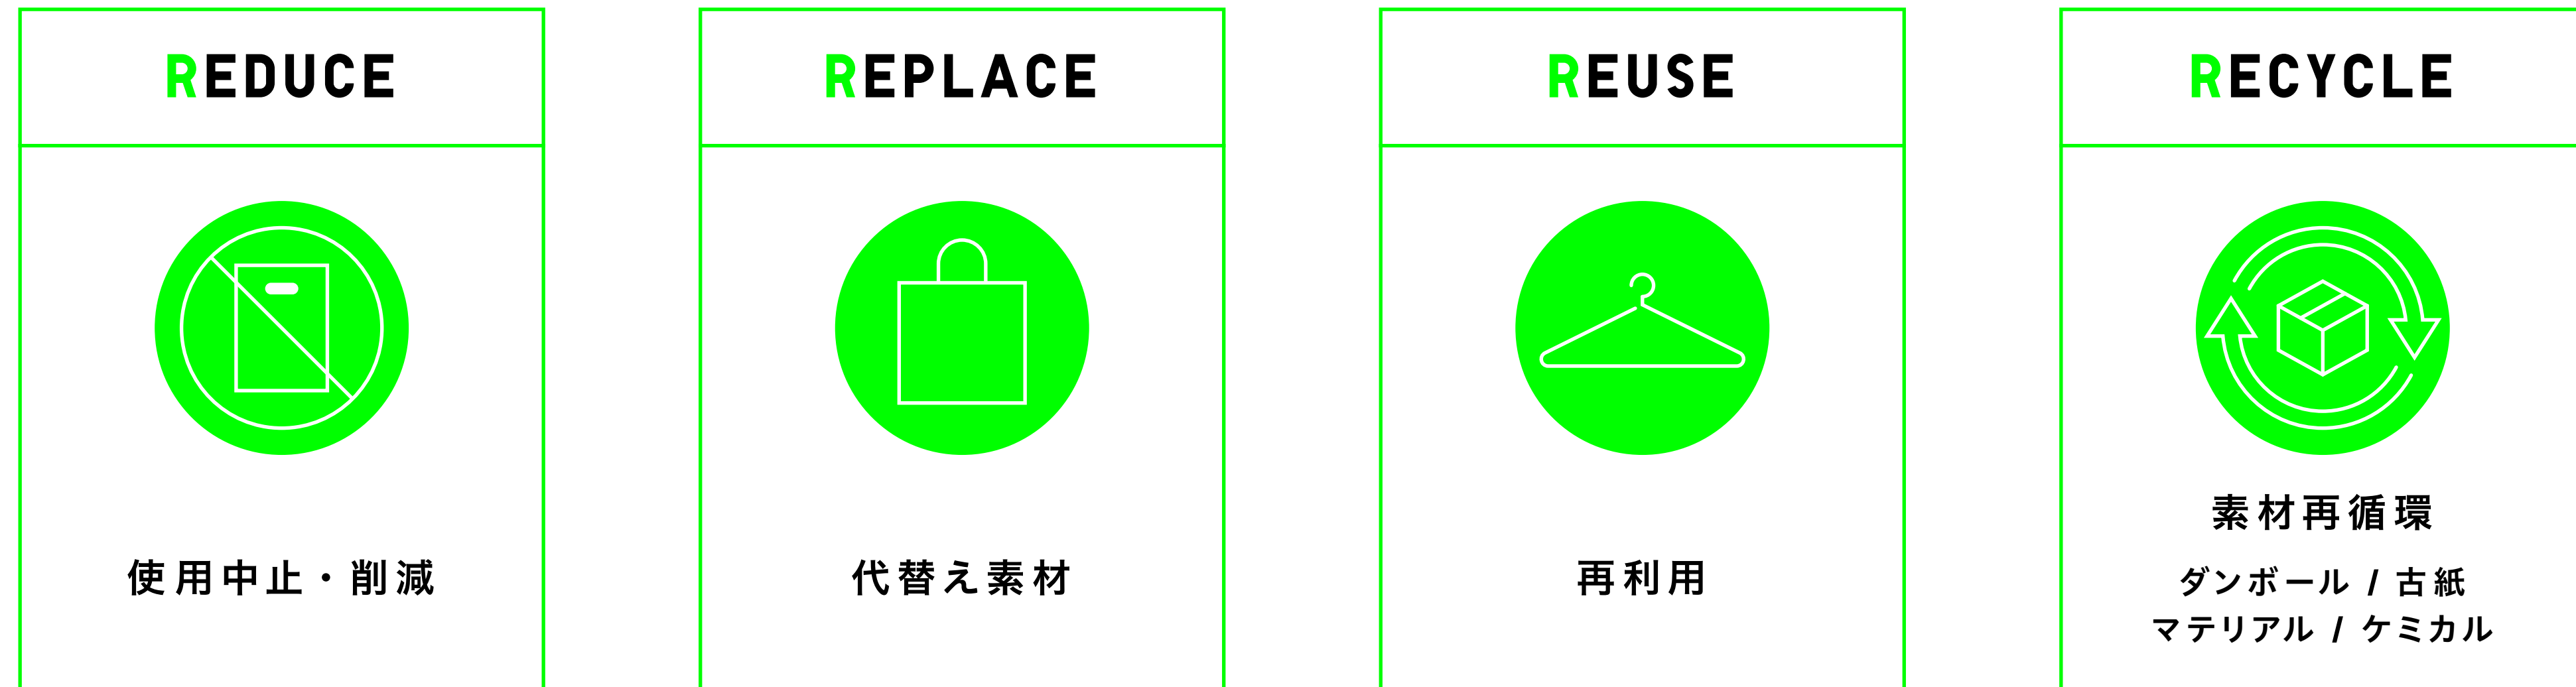 REDUCE
使用中止・削減
REPLACE
代替え素材
REUSE
再利用
RECYCLE
素材再循環
ダンボール / 古紙
マテリアル / ケミカル